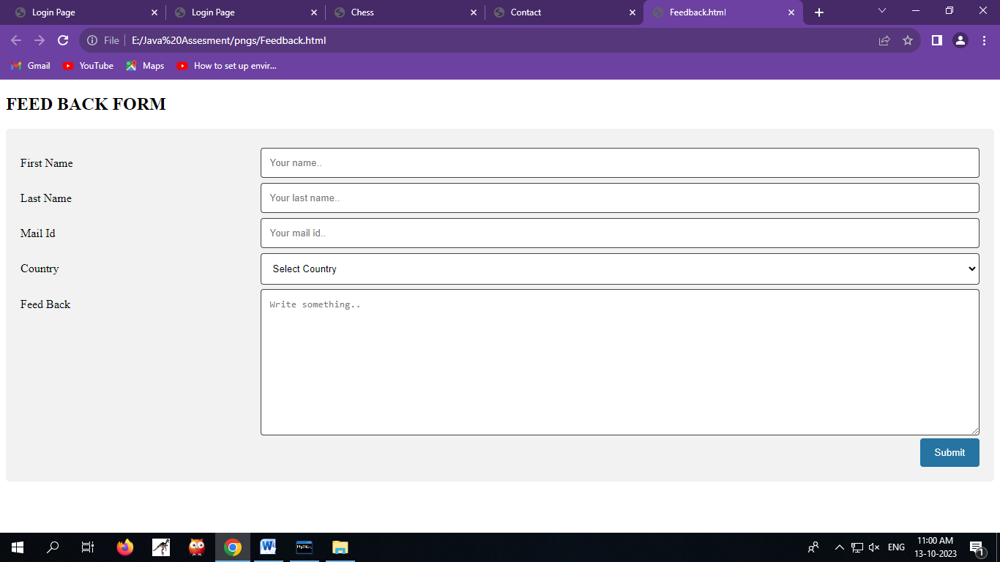 Login Page
Login Page
Chess
Contact
Feedback.html
File
E:/Java%20Assesment/pngs/Feedback.html
Gmail
YouTube
Maps
How to set up envir...
FEED BACK FORM
First Name
Your name..
Last Name
Your last name..
Mail Id
Your mail id..
Country
Select Country
Feed Back
Write something..
Submit
MySQL
ENG
11:00 AM
13-10-2023
1